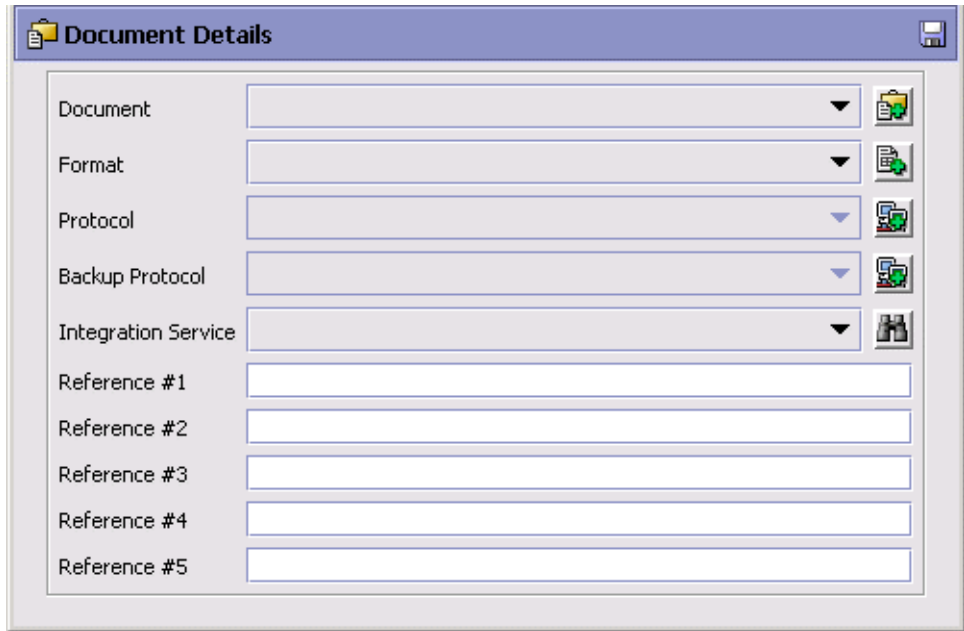 Document Details
Document
Format
Protocol
Backup Protocol
Integration Service
Reference #1
Reference #2
Reference #3
Reference #4
Reference #5